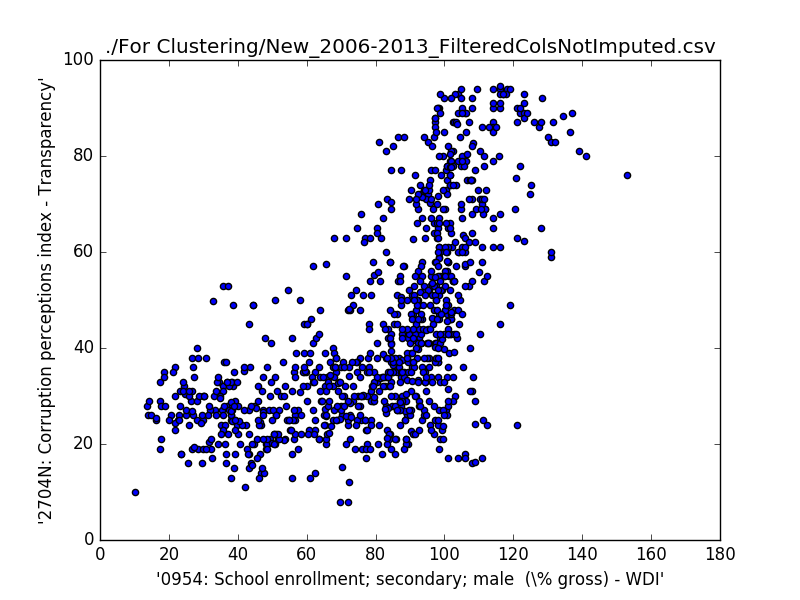 ./For Clustering/New_2006-2013_FilteredColsNotImputed.csv
100
80
60
40
20
0
'2704N: Corruption perceptions index - Transparency'
0 20 40 60 80 100 120 140 160 180
'0954: School enrollment; secondary; male  (\% gross) - WDI'